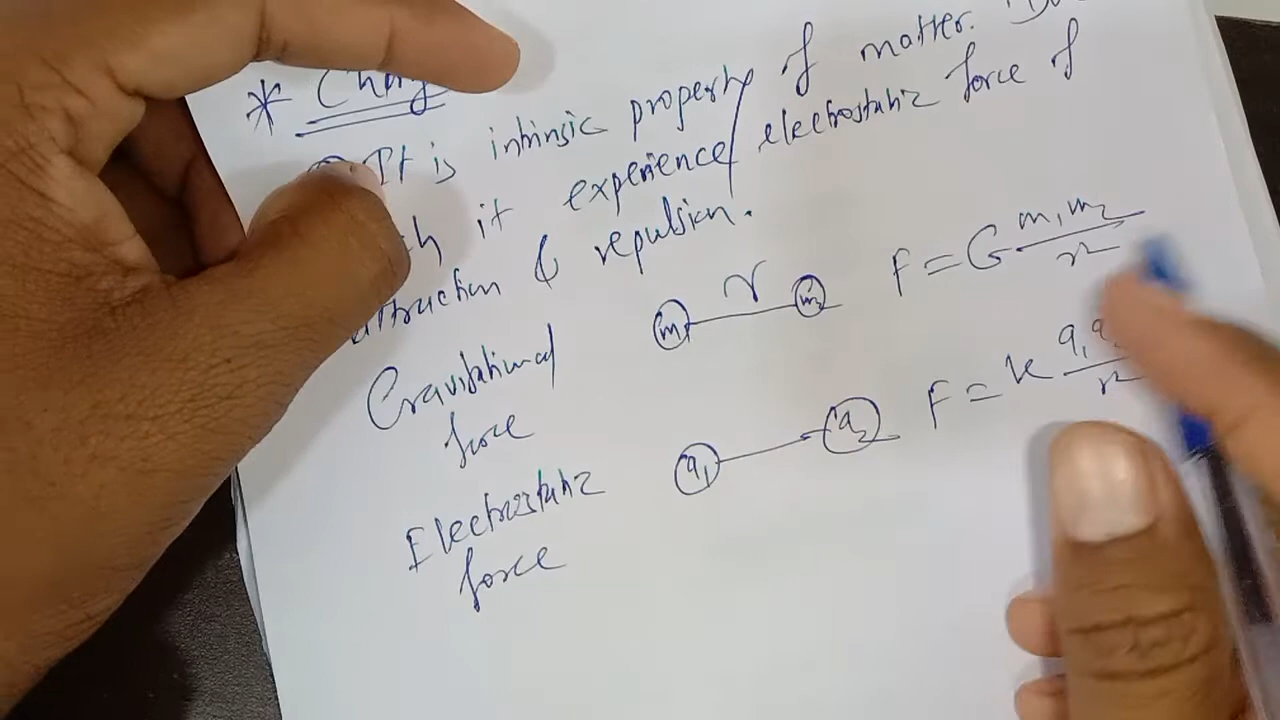 * Charg
It is intrinsic property of matter.
it experience electrostatic force of
attraction & repulsion.
Gravitational force
m1 r m2 F = G m1m2/r²
Electrostatic force
q1 q2 F = k q1q2/r²